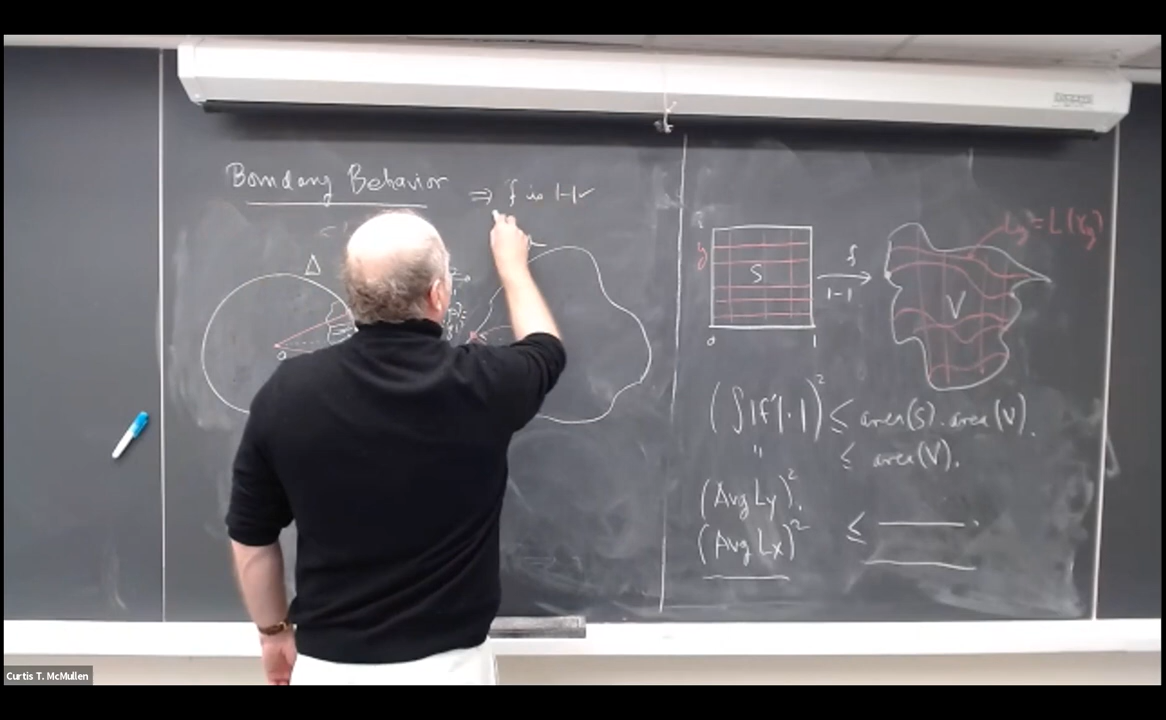 Boundary Behavior
⇒ f is 1-1
Δ
0
y
S
0 1
f
1-1
V
Ly = L(γy)
(∫|f'|·1)² ≤ area(S)·area(V).
" ≤ area(V).
(Avg Ly)².
(Avg Lx)² ≤
Curtis T. McMullen